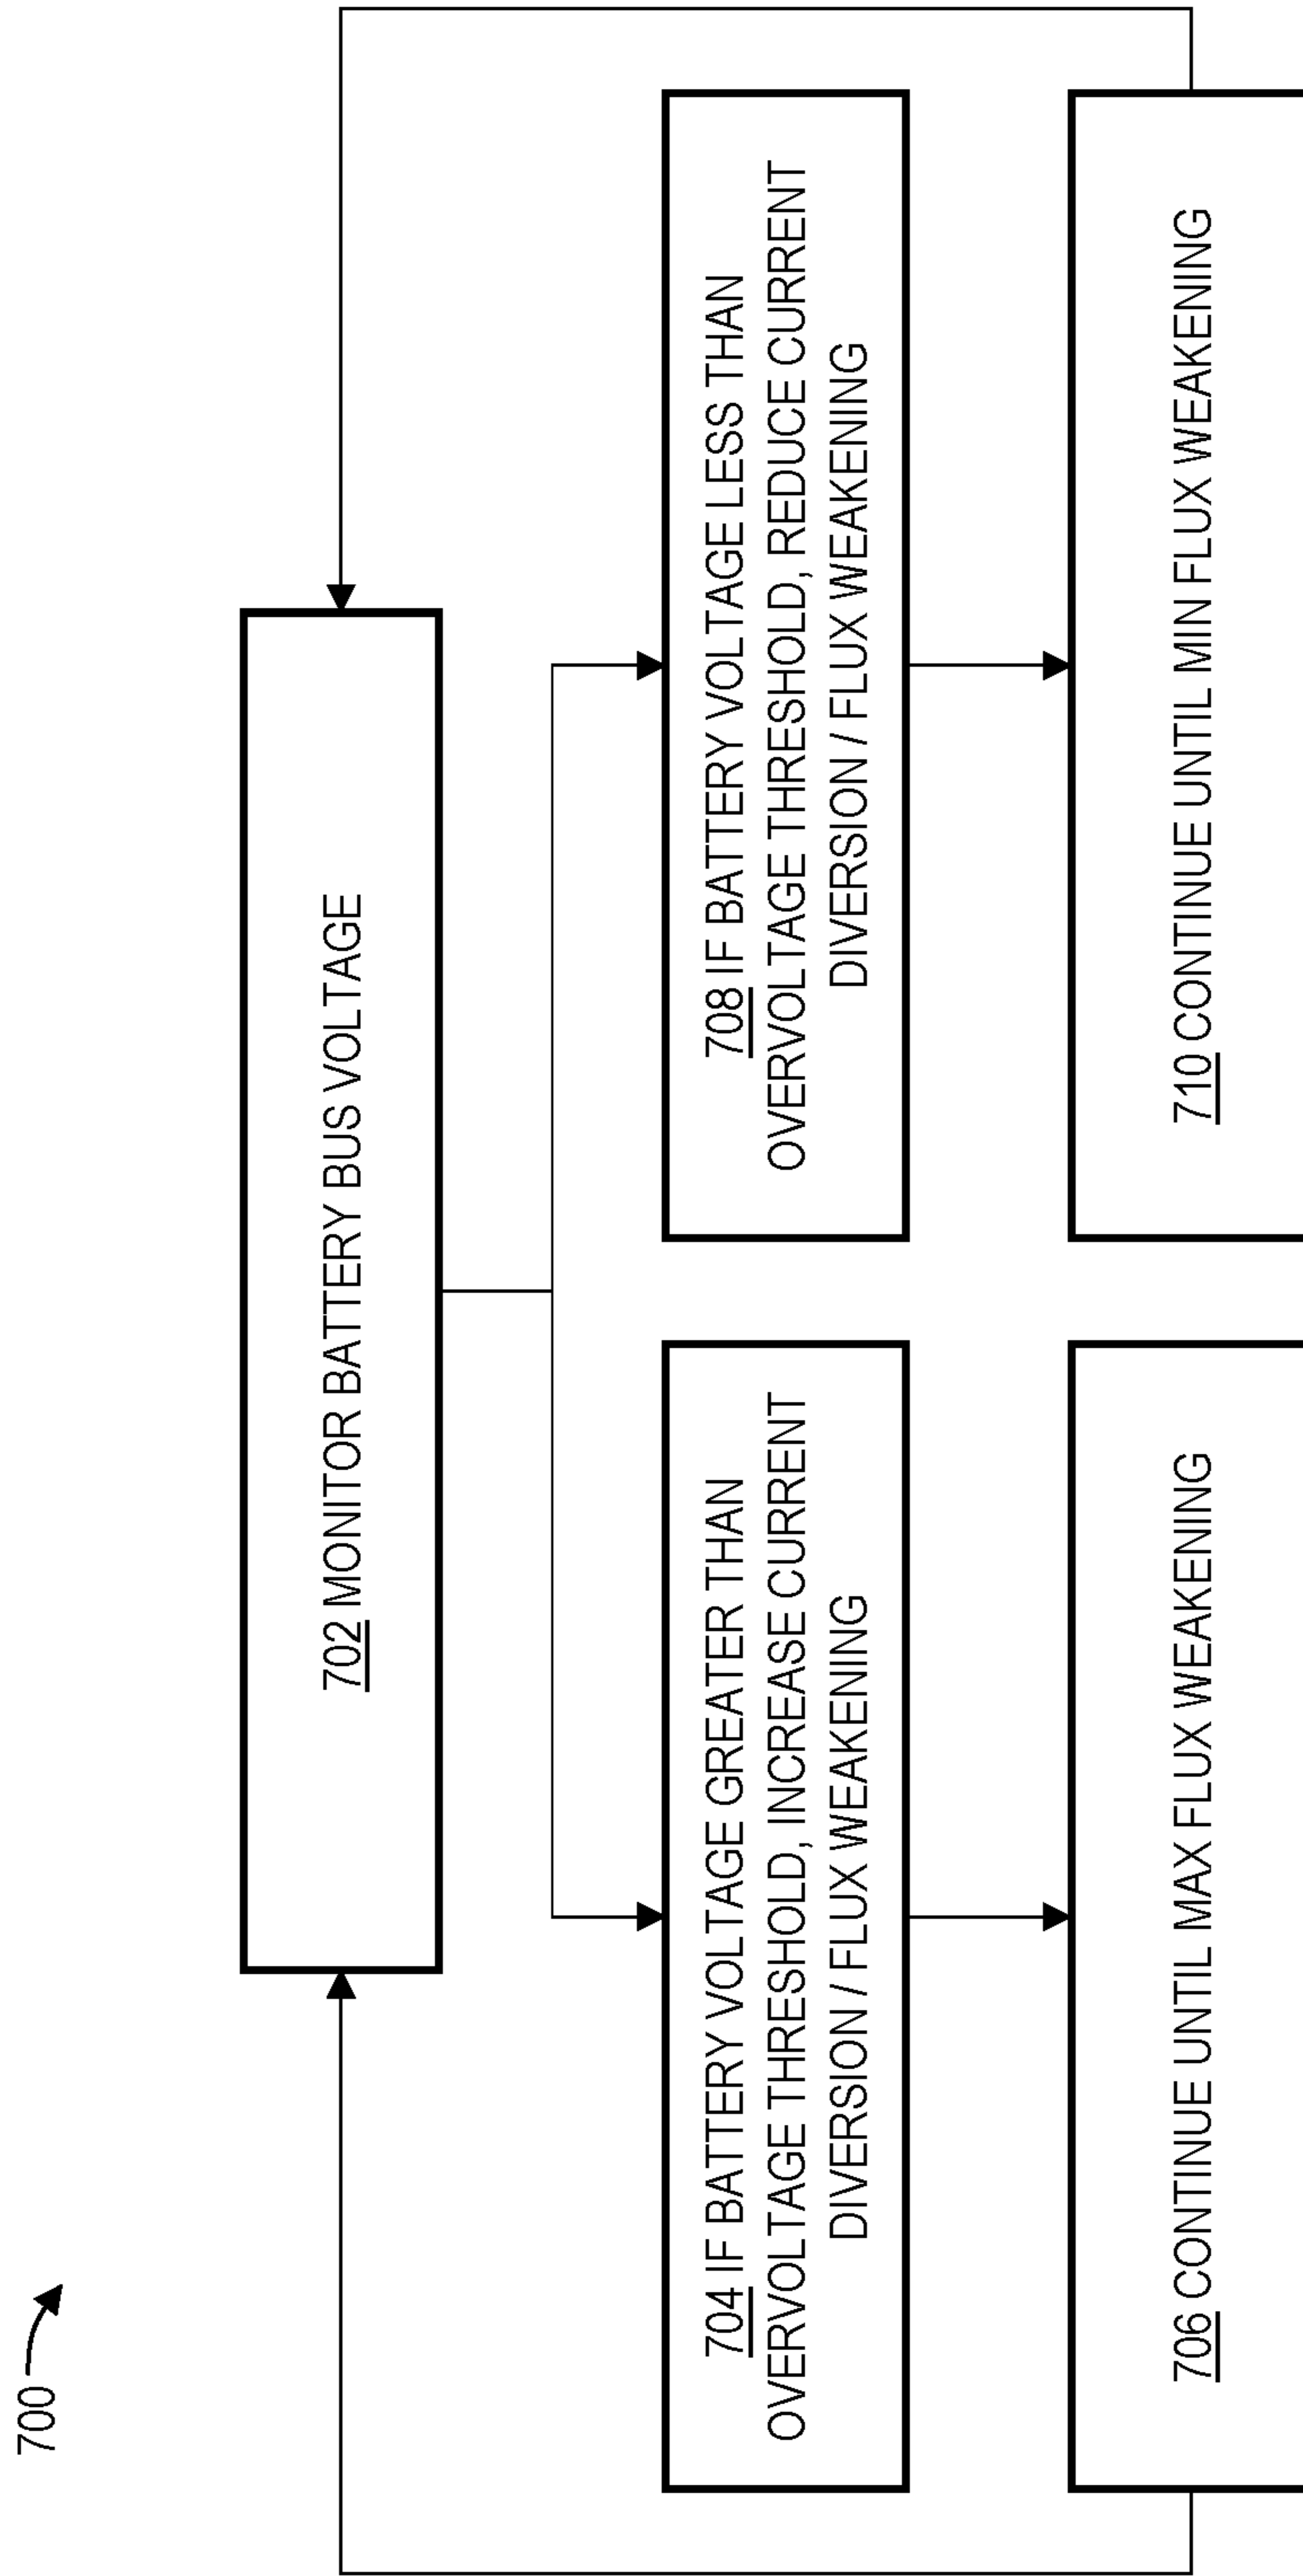 700
702 MONITOR BATTERY BUS VOLTAGE
704 IF BATTERY VOLTAGE GREATER THAN
OVERVOLTAGE THRESHOLD, INCREASE CURRENT
DIVERSION / FLUX WEAKENING
708 IF BATTERY VOLTAGE LESS THAN
OVERVOLTAGE THRESHOLD, REDUCE CURRENT
DIVERSION / FLUX WEAKENING
706 CONTINUE UNTIL MAX FLUX WEAKENING
710 CONTINUE UNTIL MIN FLUX WEAKENING